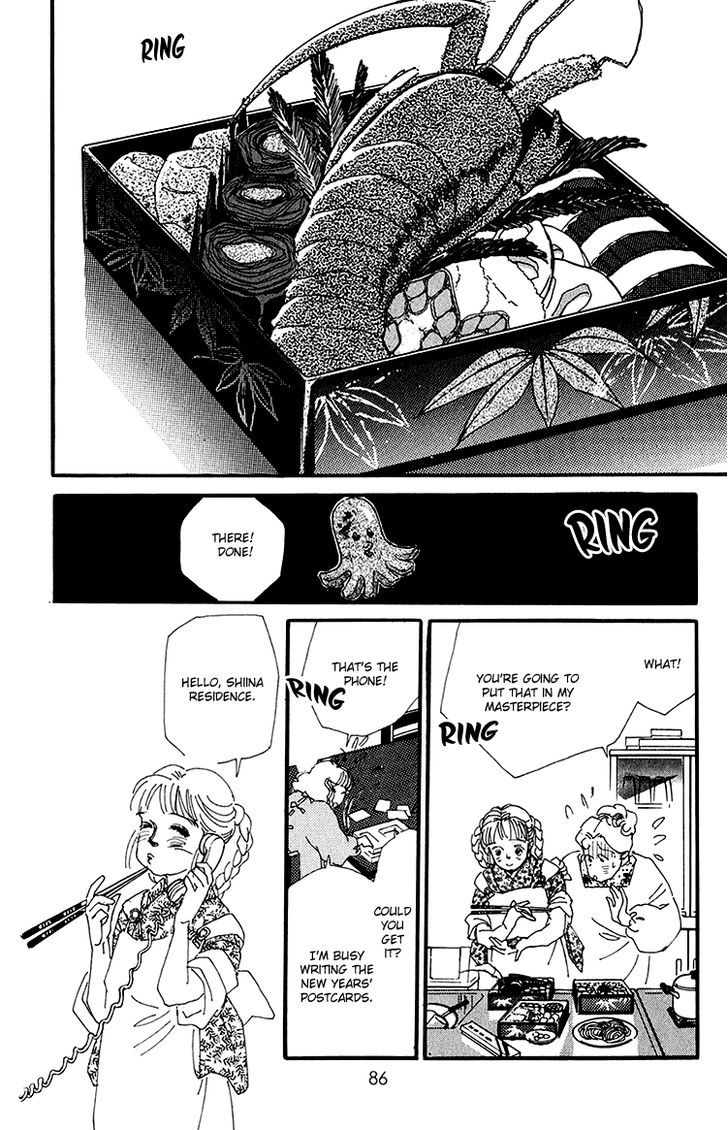 RING
RING
THERE!
DONE!
WHAT!
YOU'RE GOING TO
PUT THAT IN MY
MASTERPIECE?
RING
THAT'S THE
PHONE!
RING
COULD
YOU
GET
IT?
I'M BUSY
WRITING THE
NEW YEARS'
POSTCARDS.
HELLO, SHIINA
RESIDENCE.
86